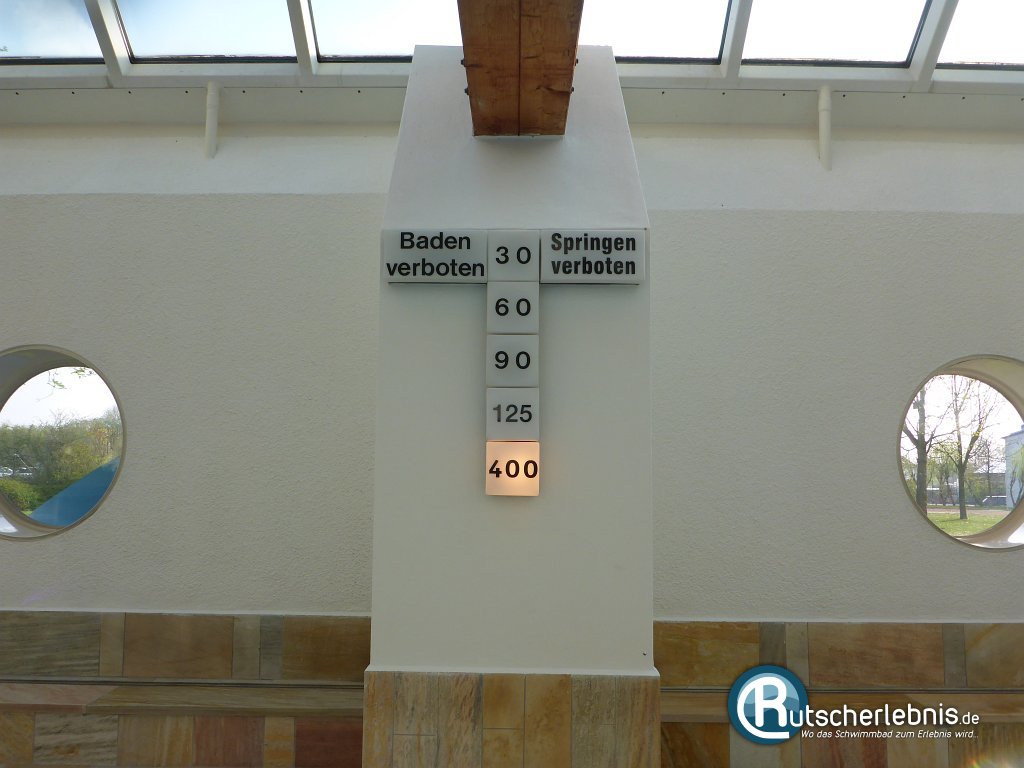 Baden
verboten
30
Springen
verboten
60
90
125
400
Rutscherlebnis.de
Wo das Schwimmbad zum Erlebnis wird...